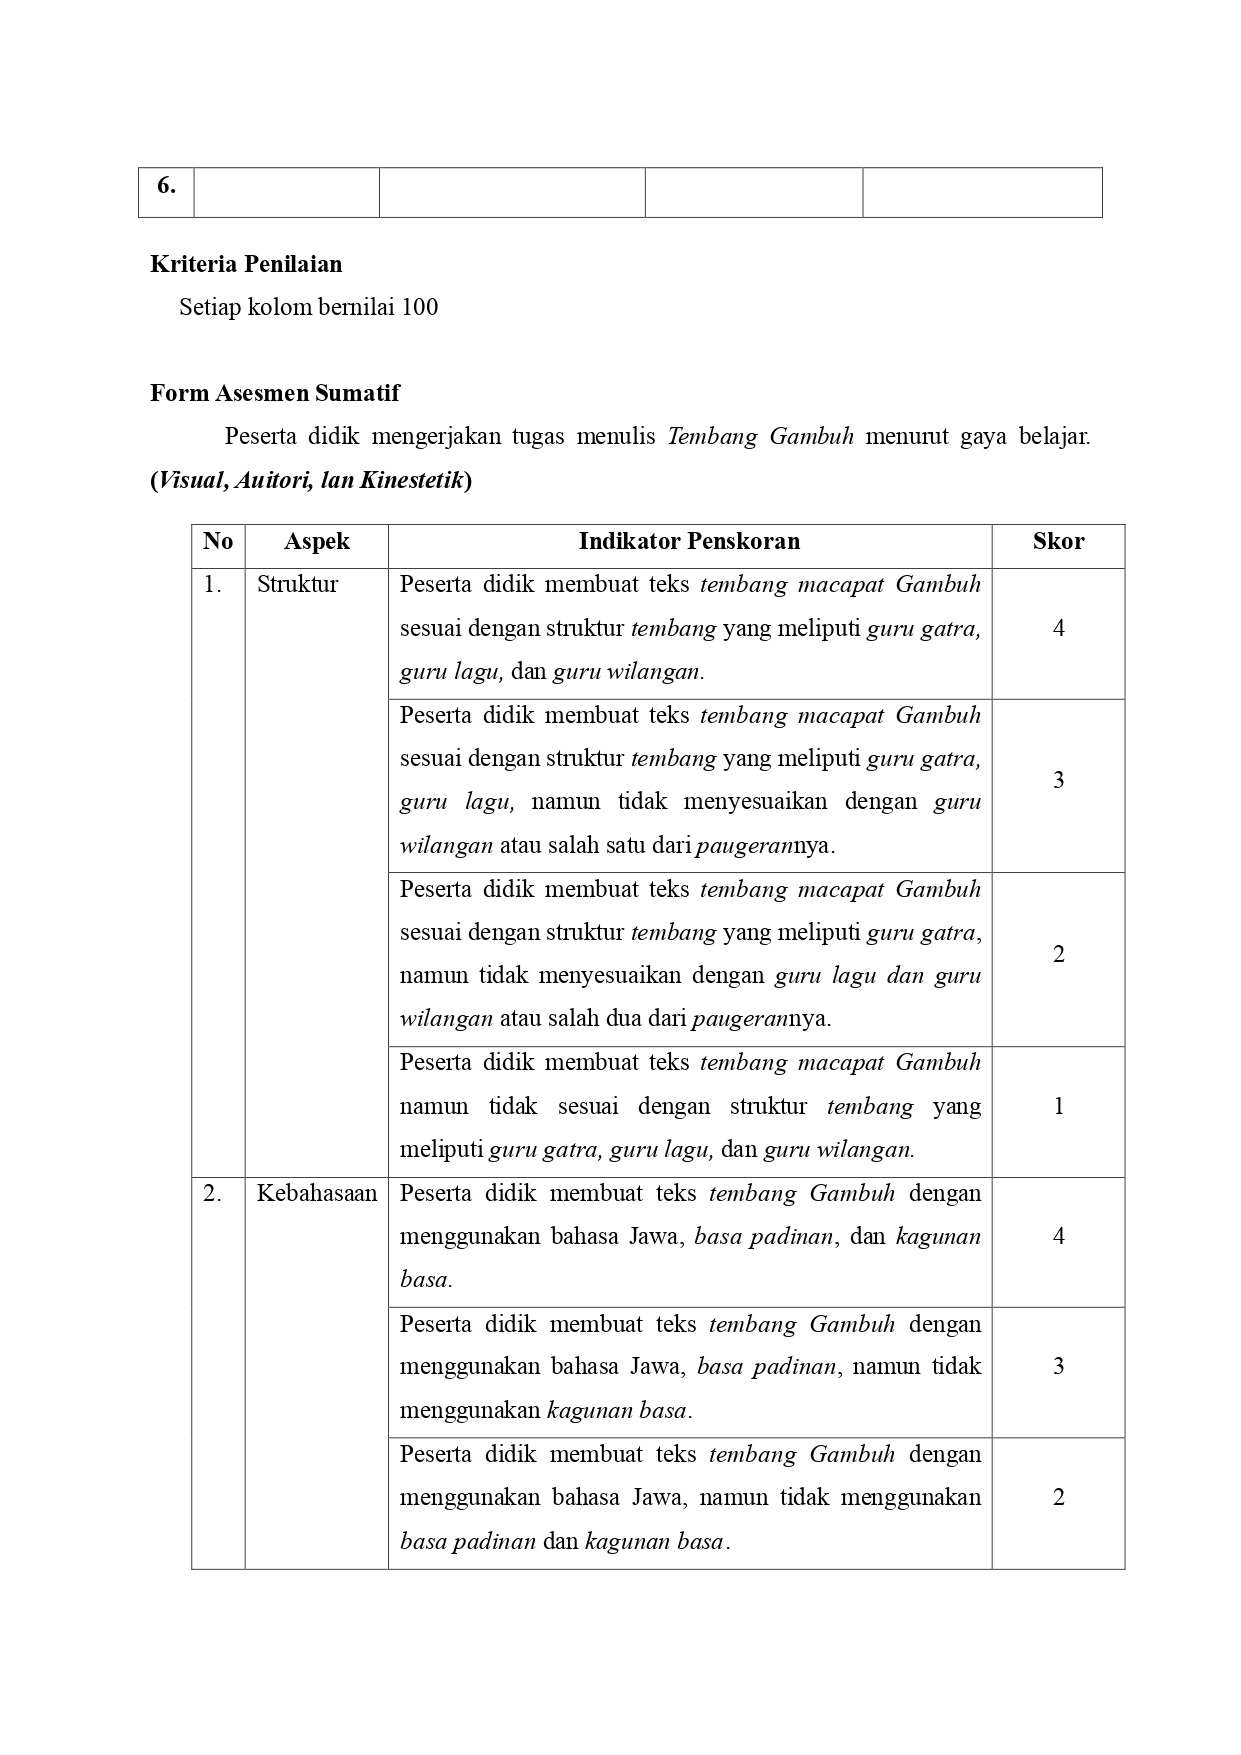 6.
Kriteria Penilaian
Setiap kolom bernilai 100
Form Asesmen Sumatif
Peserta didik mengerjakan tugas menulis Tembang Gambuh menurut gaya belajar.
(Visual, Auitori, lan Kinestetik)
No Aspek Indikator Penskoran Skor
1. Struktur Peserta didik membuat teks tembang macapat Gambuh
sesuai dengan struktur tembang yang meliputi guru gatra, 4
guru lagu, dan guru wilangan.
Peserta didik membuat teks tembang macapat Gambuh
sesuai dengan struktur tembang yang meliputi guru gatra,
3
guru lagu, namun tidak menyesuaikan dengan guru
wilangan atau salah satu dari paugerannya.
Peserta didik membuat teks tembang macapat Gambuh
sesuai dengan struktur tembang yang meliputi guru gatra,
2
namun tidak menyesuaikan dengan guru lagu dan guru
wilangan atau salah dua dari paugerannya.
Peserta didik membuat teks tembang macapat Gambuh
namun tidak sesuai dengan struktur tembang yang 1
meliputi guru gatra, guru lagu, dan guru wilangan.
2. Kebahasaan Peserta didik membuat teks tembang Gambuh dengan
menggunakan bahasa Jawa, basa padinan, dan kagunan 4
basa.
Peserta didik membuat teks tembang Gambuh dengan
menggunakan bahasa Jawa, basa padinan, namun tidak 3
menggunakan kagunan basa.
Peserta didik membuat teks tembang Gambuh dengan
menggunakan bahasa Jawa, namun tidak menggunakan 2
basa padinan dan kagunan basa.